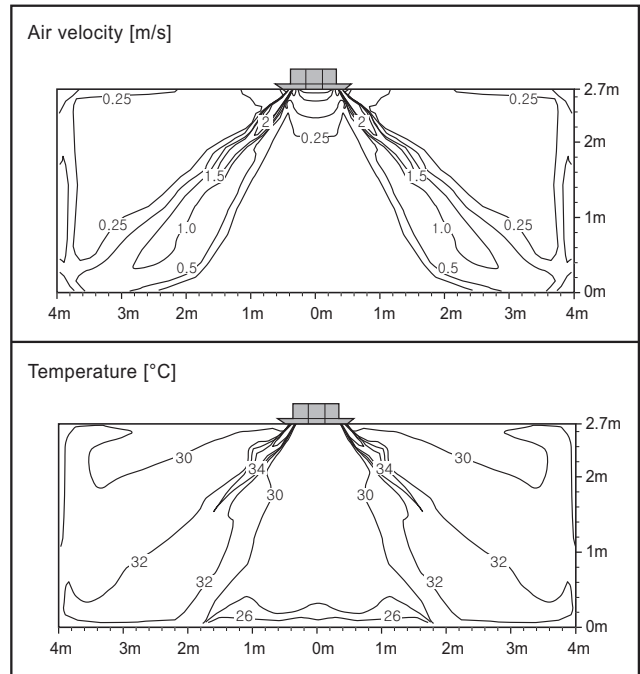 Air velocity [m/s]
2.7m
0.25 0.25
2 2
2m
0.25
1.5 1.5
0.25 1.0 1.0 0.25
1m
0.5 0.5
0m
4m 3m 2m 1m 0m 1m 2m 3m 4m
Temperature [°C]
2.7m
30 34 34 30
2m
30 30
32 32
1m
32 32
26 26
0m
4m 3m 2m 1m 0m 1m 2m 3m 4m